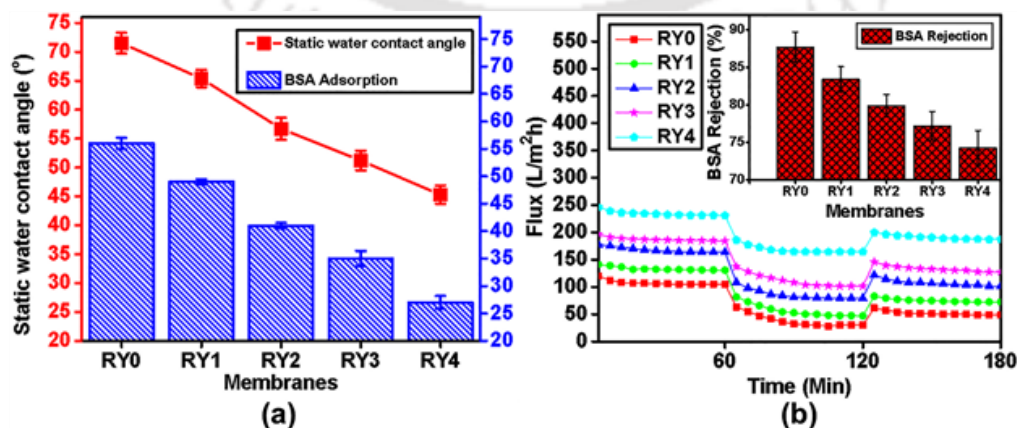 75
70
65
60
55
50
45
40
35
30
25
20
Static water contact angle (°)
Static water contact angle
BSA Adsorption
75
70
65
60
55
50
45
40
35
30
25
20
RY0 RY1 RY2 RY3 RY4
Membranes
(a)
550
500
450
400
350
300
250
200
150
100
50
0
Flux (L/m²h)
RY0
RY1
RY2
RY3
RY4
90
85
80
75
70
BSA Rejection (%)
BSA Rejection
RY0 RY1 RY2 RY3 RY4
Membranes
60 120 180
Time (Min)
(b)